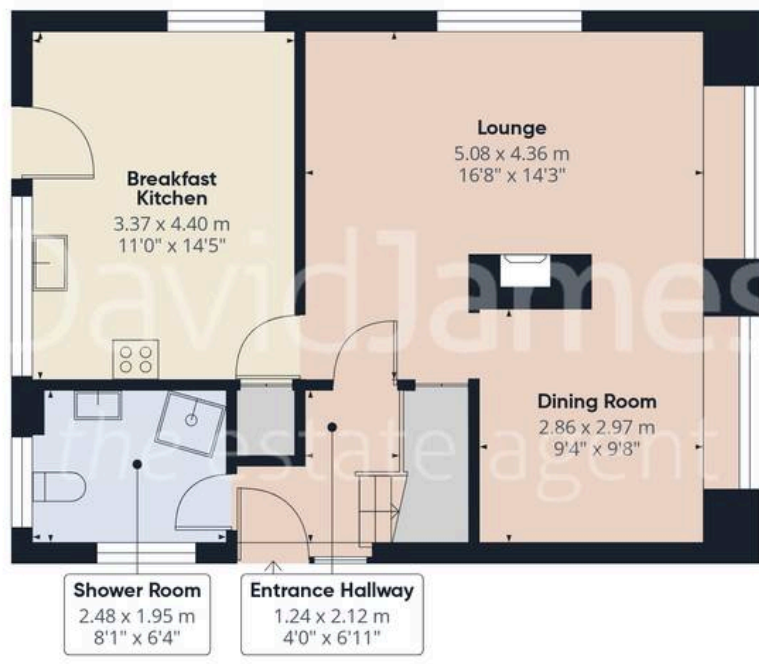 Lounge
5.08 x 4.36 m
16'8" x 14'3"
Breakfast
Kitchen
3.37 x 4.40 m
11'0" x 14'5"
DavidJames
the estate agent
Dining Room
2.86 x 2.97 m
9'4" x 9'8"
Shower Room
2.48 x 1.95 m
8'1" x 6'4"
Entrance Hallway
1.24 x 2.12 m
4'0" x 6'11"